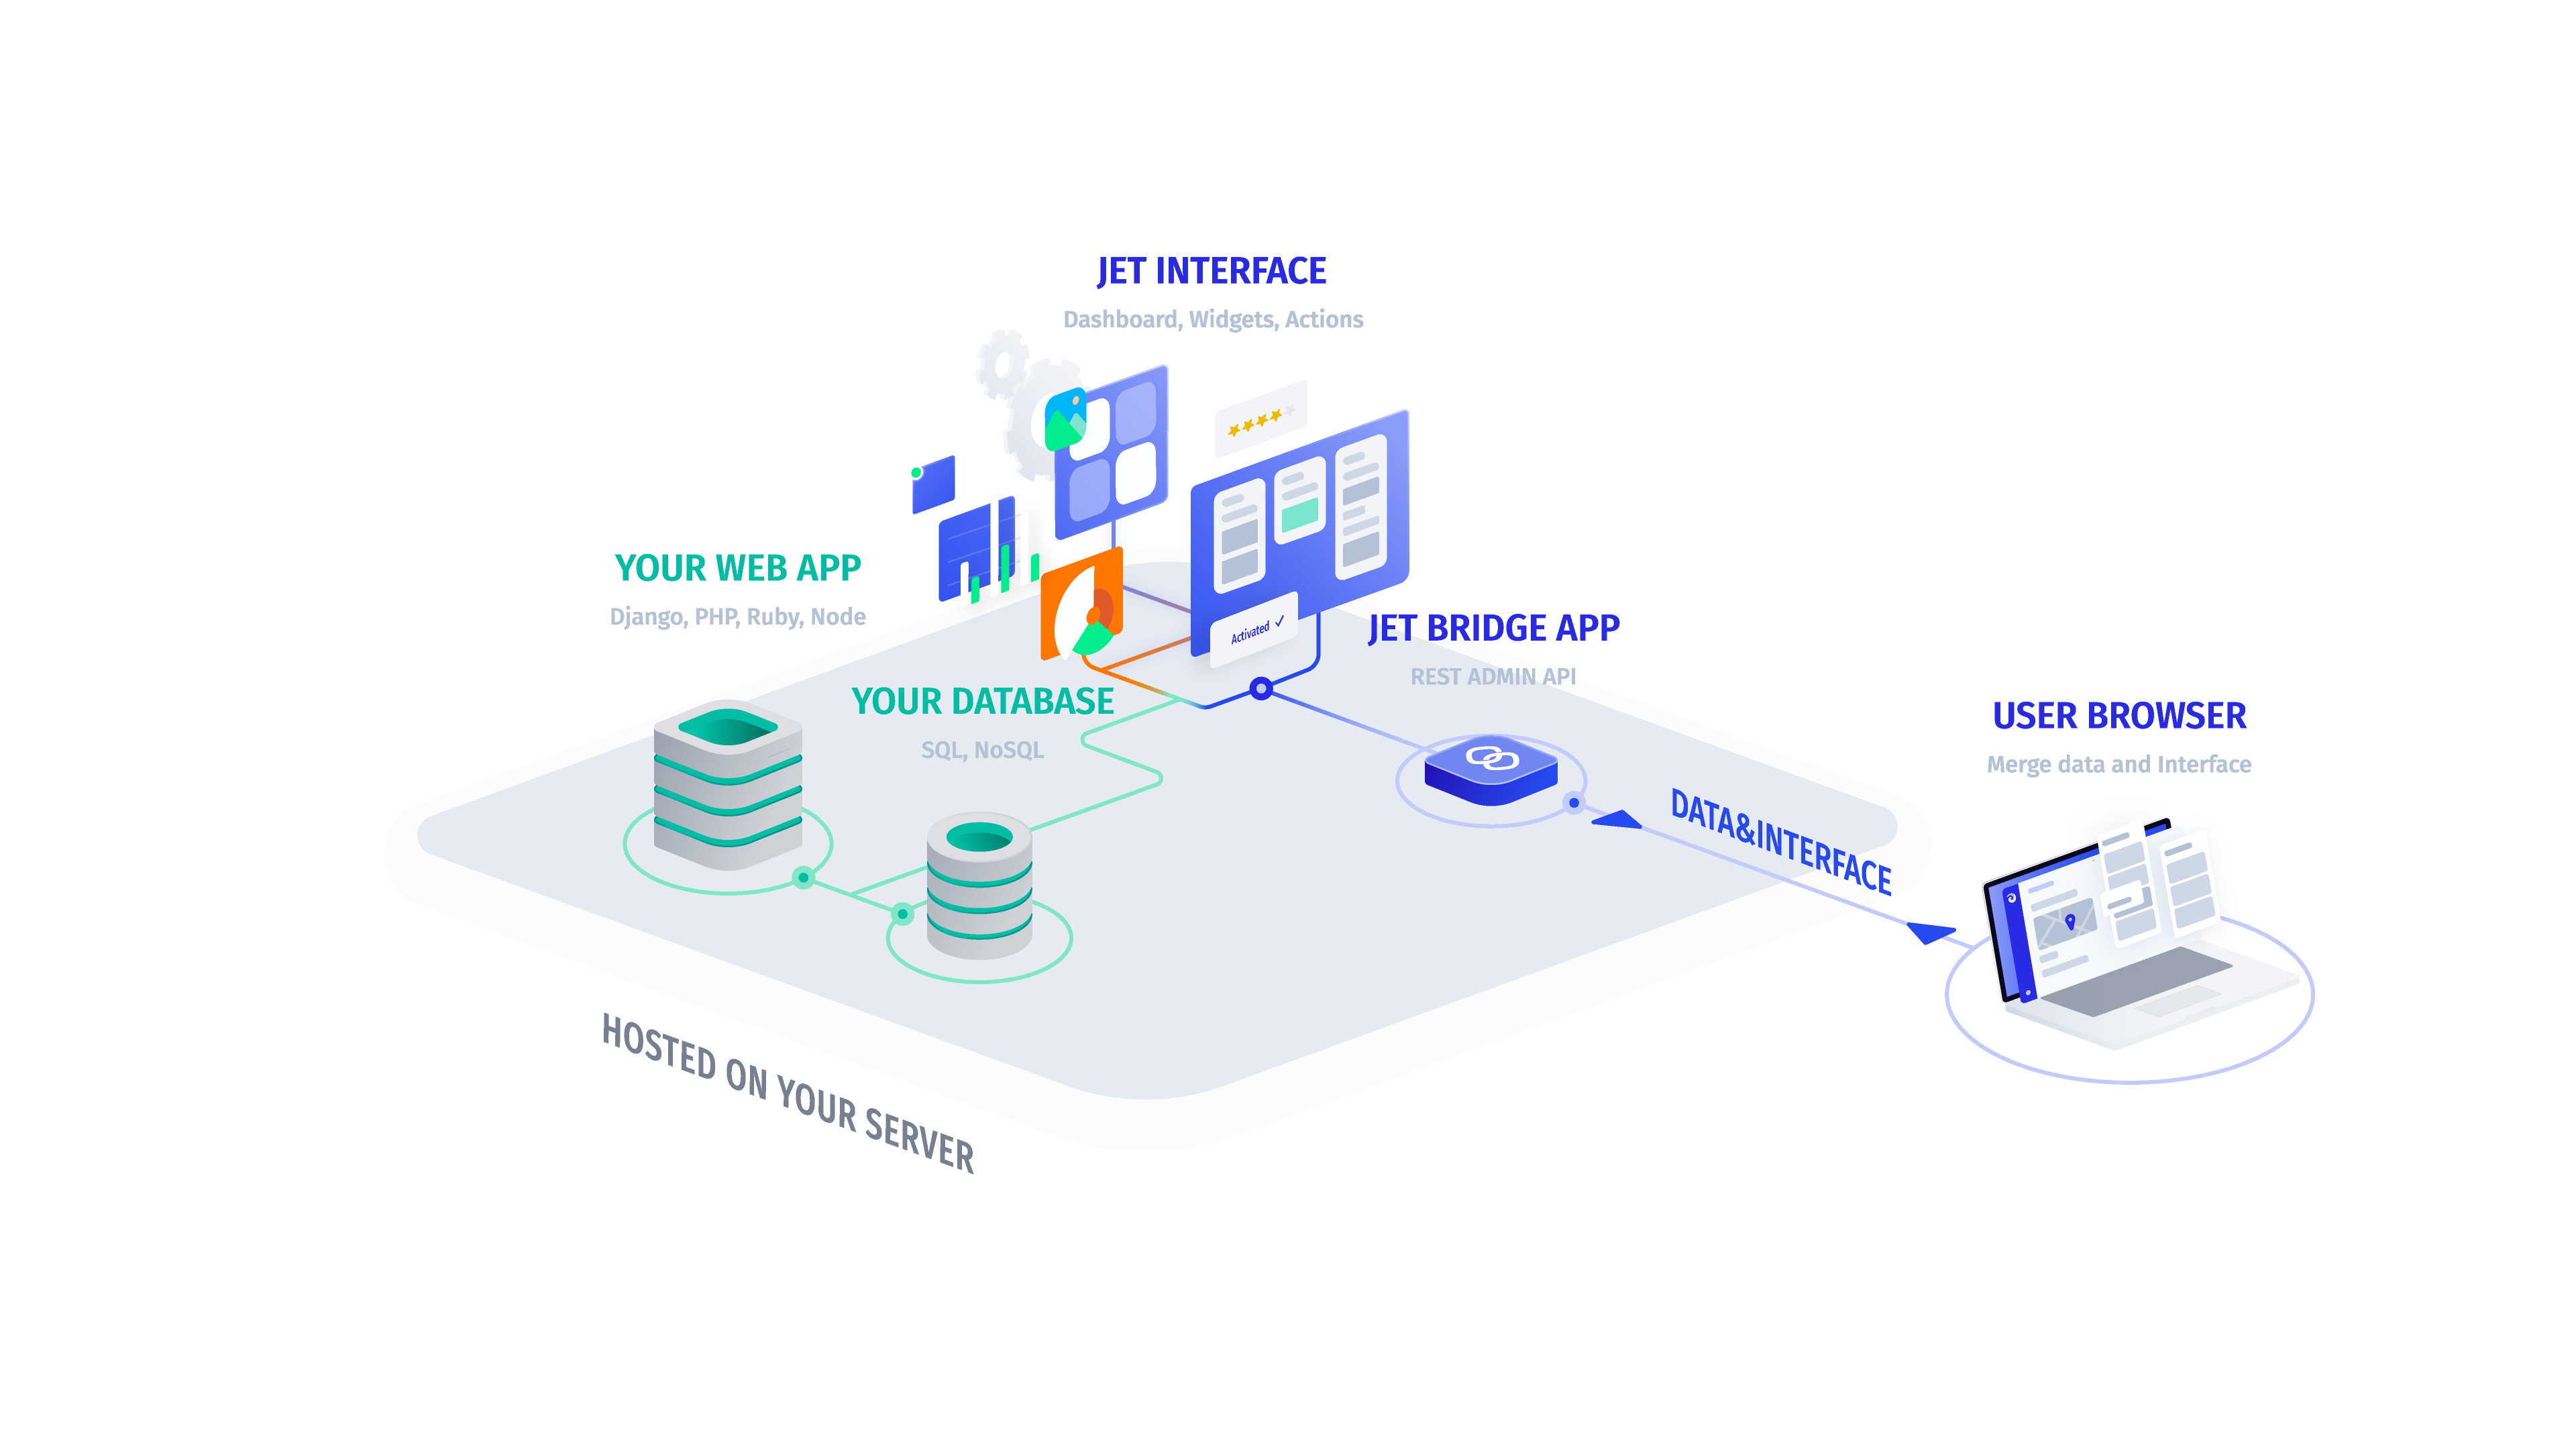 JET INTERFACE
Dashboard, Widgets, Actions
YOUR WEB APP
Django, PHP, Ruby, Node
Activated ✓
JET BRIDGE APP
REST ADMIN API
YOUR DATABASE
SQL, NoSQL
USER BROWSER
Merge data and Interface
DATA&INTERFACE
HOSTED ON YOUR SERVER